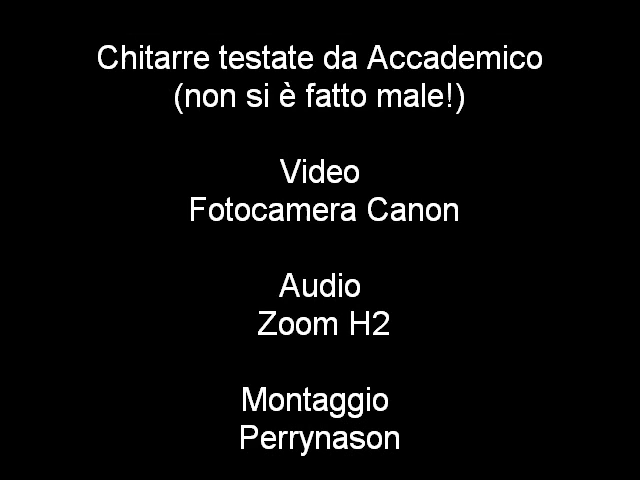 Chitarre testate da Accademico
(non si è fatto male!)
Video
Fotocamera Canon
Audio
Zoom H2
Montaggio
Perrynason